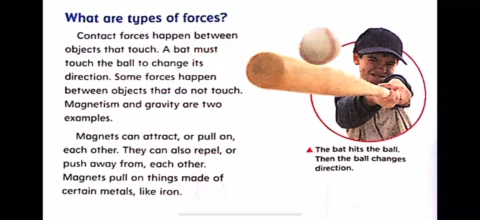 What are types of forces?
Contact forces happen between
objects that touch. A bat must
touch the ball to change its
direction. Some forces happen
between objects that do not touch.
Magnetism and gravity are two
examples.
Magnets can attract, or pull on,
each other. They can also repel, or
push away from, each other.
Magnets pull on things made of
certain metals, like iron.
▲ The bat hits the ball.
Then the ball changes
direction.